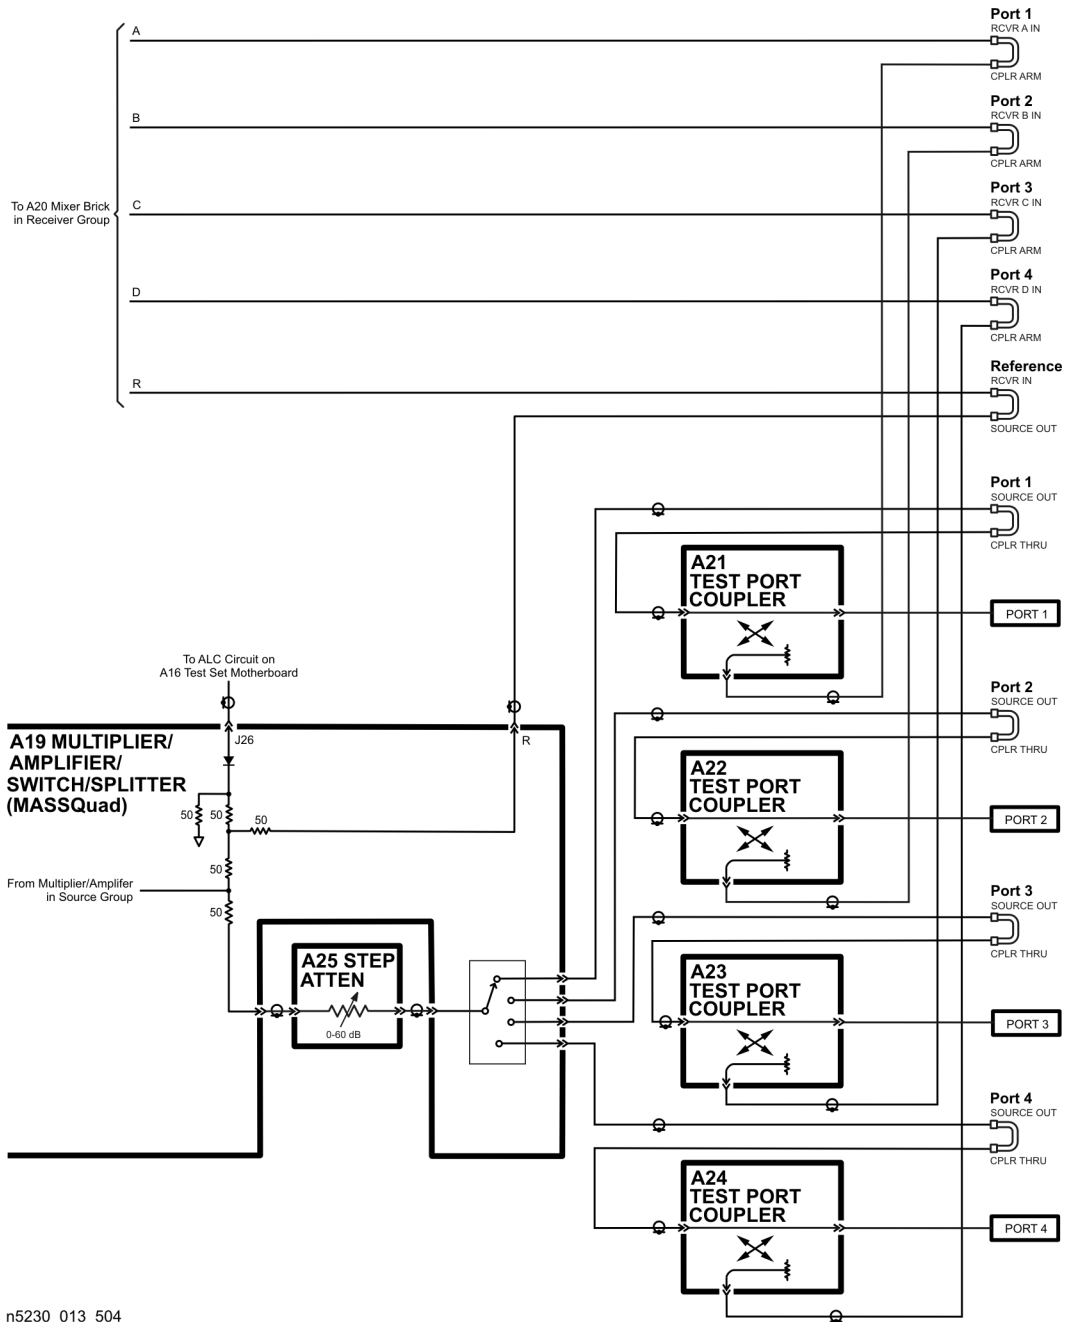 Port 1
RCVR A IN
A
CPLR ARM
Port 2
RCVR B IN
B
CPLR ARM
Port 3
RCVR C IN
C
To A20 Mixer Brick
in Receiver Group
CPLR ARM
Port 4
RCVR D IN
D
CPLR ARM
Reference
RCVR IN
R
SOURCE OUT
Port 1
SOURCE OUT
CPLR THRU
A21
TEST PORT
COUPLER
PORT 1
To ALC Circuit on
A16 Test Set Motherboard
Port 2
SOURCE OUT
CPLR THRU
J26
R
A19 MULTIPLIER/
AMPLIFIER/
SWITCH/SPLITTER
(MASSQuad)
A22
TEST PORT
COUPLER
PORT 2
50
50
50
50
From Multiplier/Amplifer
in Source Group
50
Port 3
SOURCE OUT
CPLR THRU
A25 STEP
ATTEN
0-60 dB
A23
TEST PORT
COUPLER
PORT 3
Port 4
SOURCE OUT
CPLR THRU
A24
TEST PORT
COUPLER
PORT 4
n5230_013_504